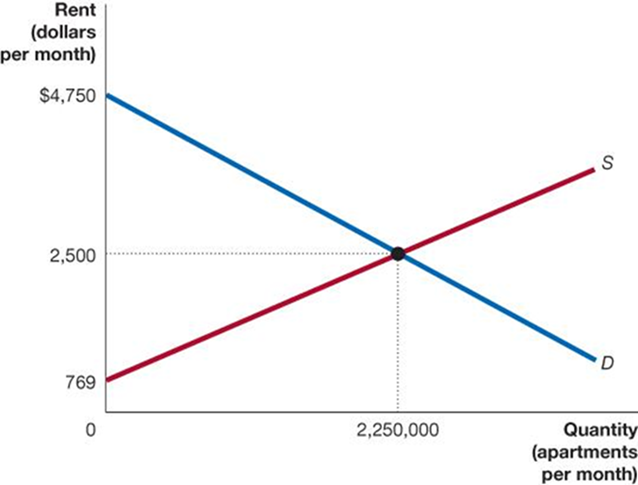 Rent
(dollars
per month)
$4,750
S
2,500
D
769
0
2,250,000
Quantity
(apartments
per month)